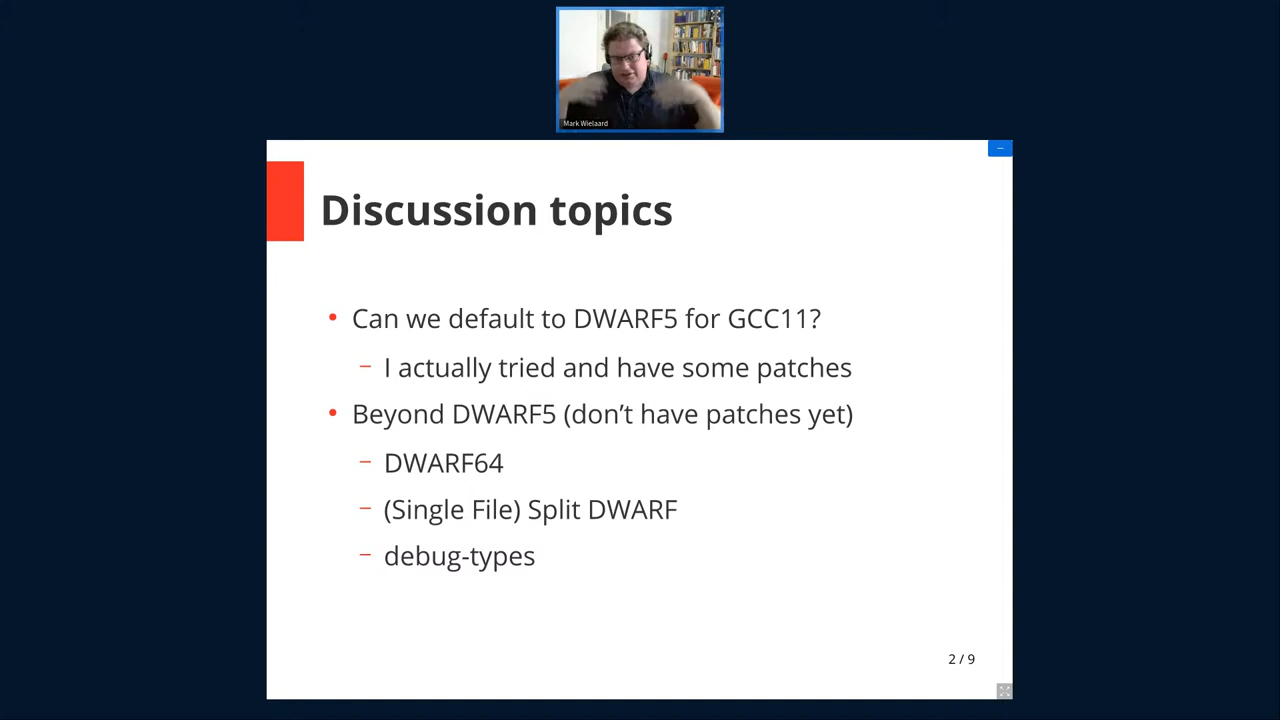 Mark Wielaard
Discussion topics
• Can we default to DWARF5 for GCC11?
– I actually tried and have some patches
• Beyond DWARF5 (don’t have patches yet)
– DWARF64
– (Single File) Split DWARF
– debug-types
2 / 9